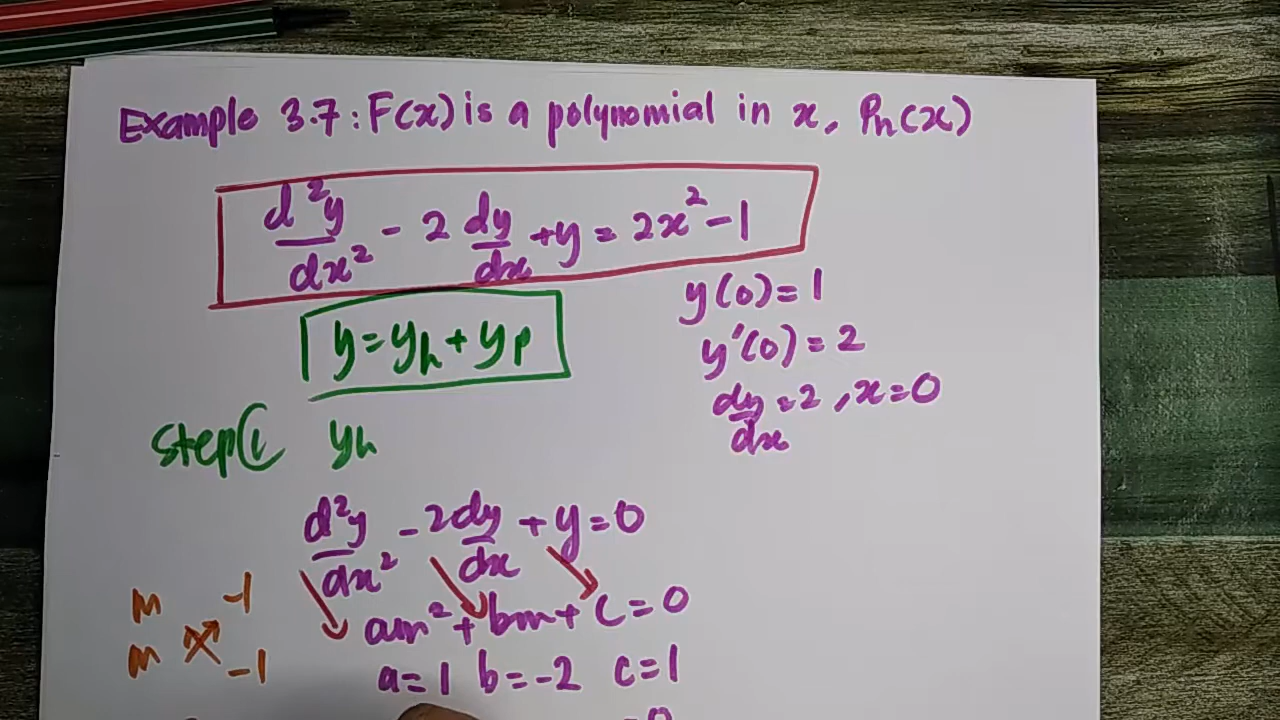 Example 3.7: F(x) is a polynomial in x, Pn(x)
d²y/dx² - 2 dy/dx + y = 2x² - 1
y(0) = 1
y = yh + yp
y'(0) = 2
dy/dx = 2, x = 0
Step ① yh
d²y/dx² - 2dy/dx + y = 0
m -1
am² + bm + c = 0
m -1
a = 1 b = -2 c = 1
= 0